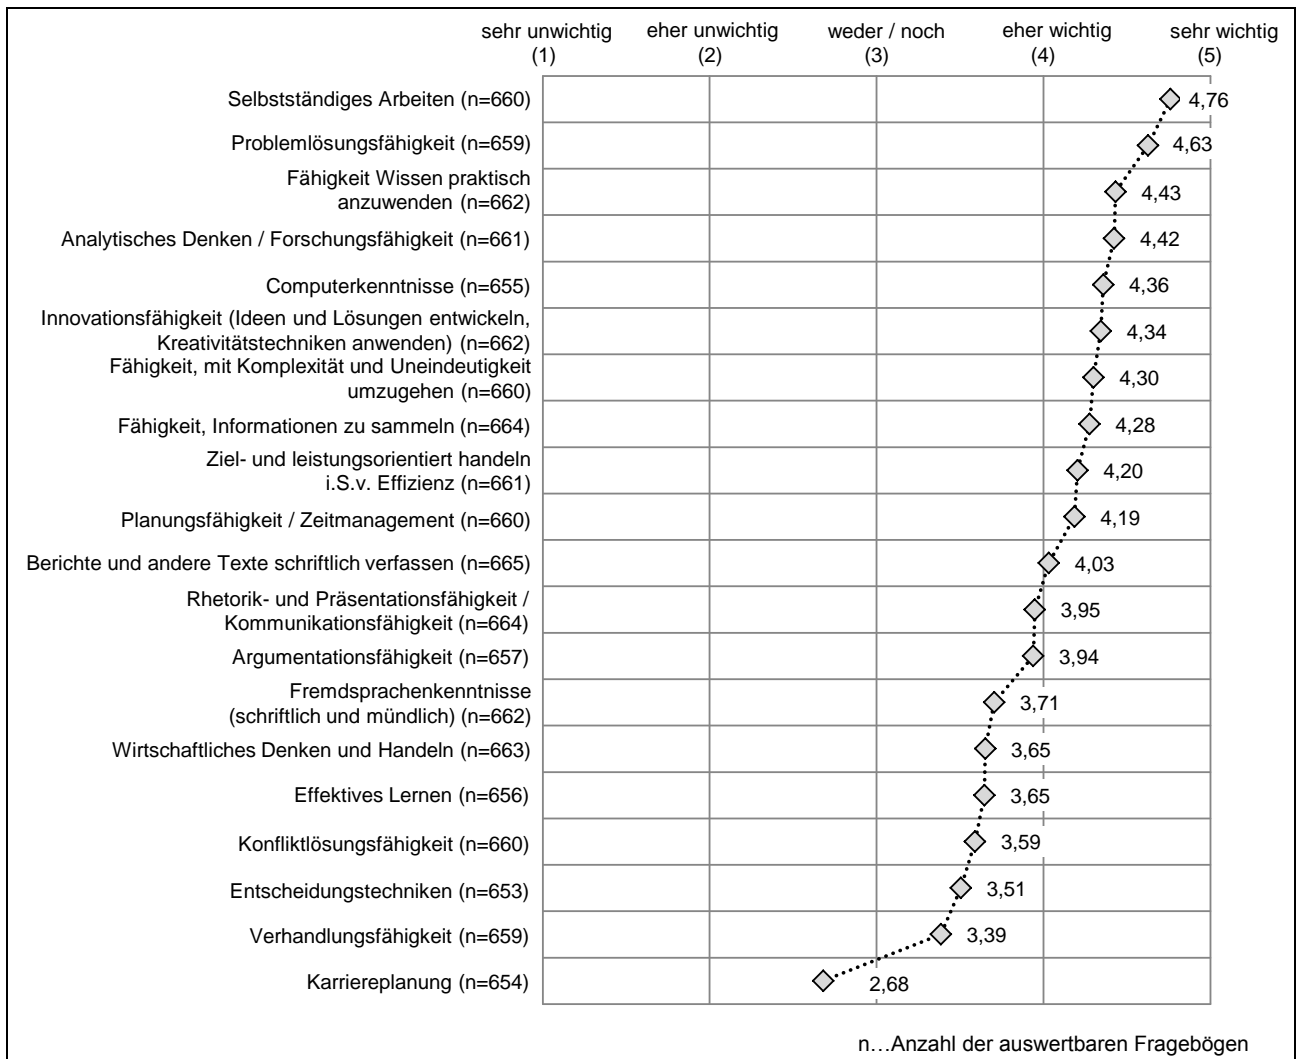 sehr unwichtig eher unwichtig weder / noch eher wichtig sehr wichtig
(1) (2) (3) (4) (5)
Selbstständiges Arbeiten (n=660) 4,76
Problemlösungsfähigkeit (n=659) 4,63
Fähigkeit Wissen praktisch
anzuwenden (n=662) 4,43
Analytisches Denken / Forschungsfähigkeit (n=661) 4,42
Computerkenntnisse (n=655) 4,36
Innovationsfähigkeit (Ideen und Lösungen entwickeln,
Kreativitätstechniken anwenden) (n=662) 4,34
Fähigkeit, mit Komplexität und Uneindeutigkeit
umzugehen (n=660) 4,30
Fähigkeit, Informationen zu sammeln (n=664) 4,28
Ziel- und leistungsorientiert handeln
i.S.v. Effizienz (n=661) 4,20
Planungsfähigkeit / Zeitmanagement (n=660) 4,19
Berichte und andere Texte schriftlich verfassen (n=665) 4,03
Rhetorik- und Präsentationsfähigkeit /
Kommunikationsfähigkeit (n=664) 3,95
Argumentationsfähigkeit (n=657) 3,94
Fremdsprachenkenntnisse
(schriftlich und mündlich) (n=662) 3,71
Wirtschaftliches Denken und Handeln (n=663) 3,65
Effektives Lernen (n=656) 3,65
Konfliktlösungsfähigkeit (n=660) 3,59
Entscheidungstechniken (n=653) 3,51
Verhandlungsfähigkeit (n=659) 3,39
Karriereplanung (n=654) 2,68
n…Anzahl der auswertbaren Fragebögen